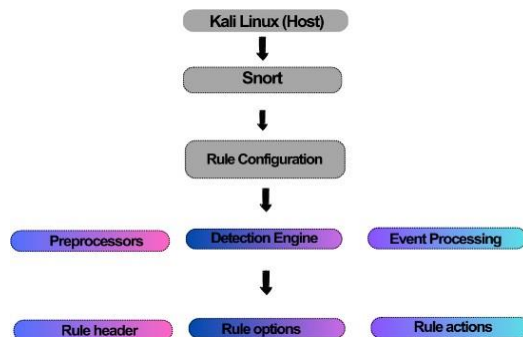 Kali Linux (Host)
Snort
Rule Configuration
Preprocessors
Detection Engine
Event Processing
Rule header
Rule options
Rule actions